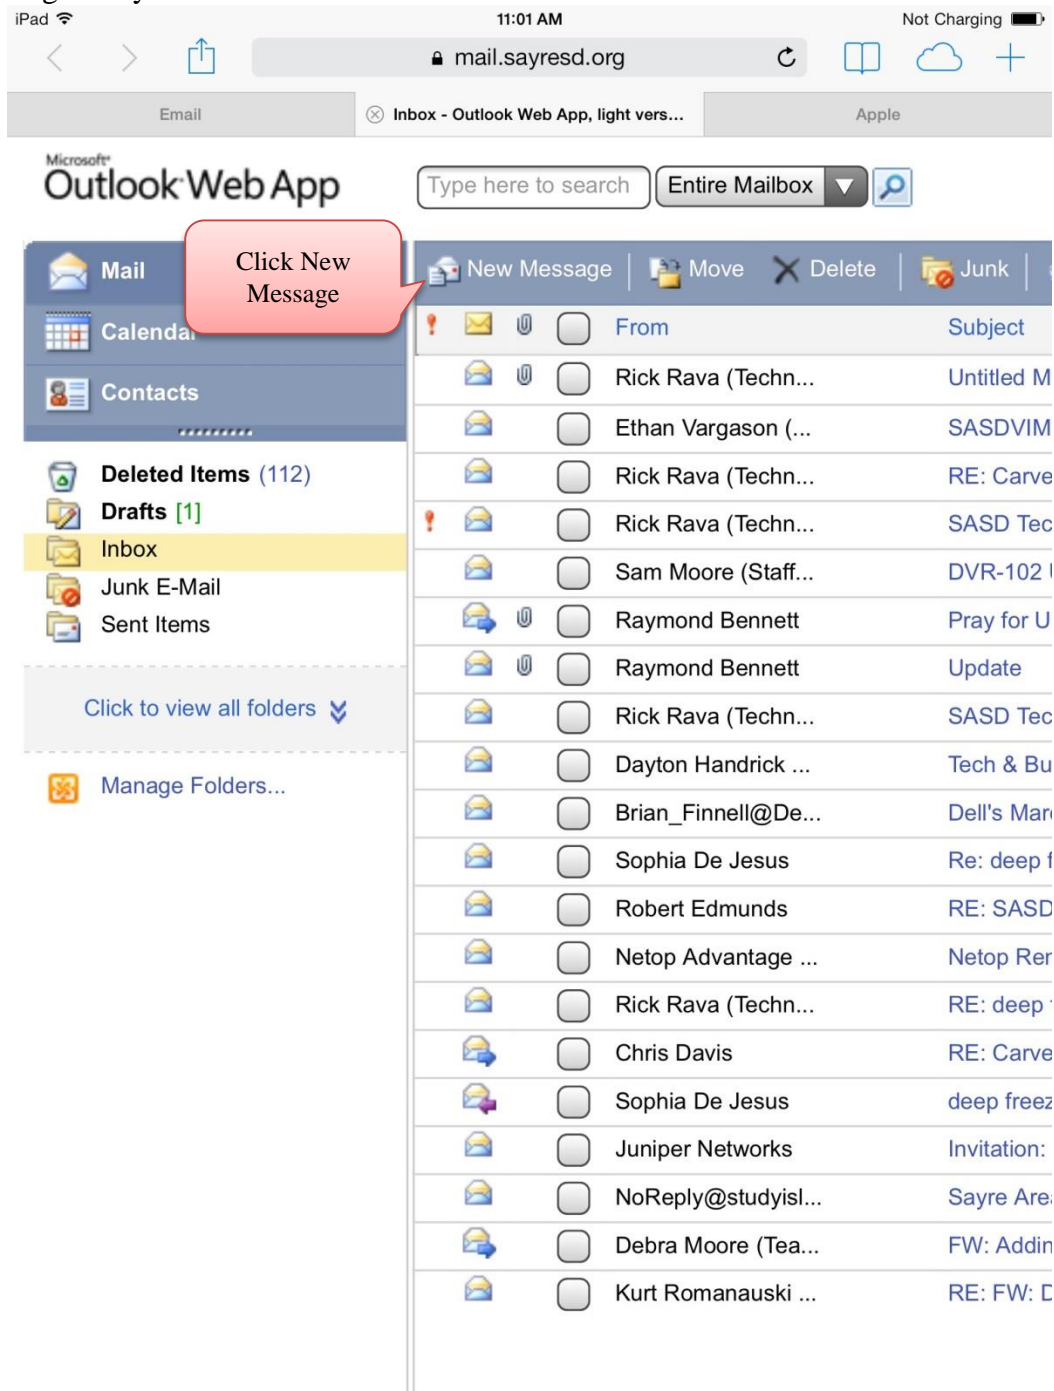 iPad 11:01 AM Not Charging
mail.sayresd.org
Email Inbox - Outlook Web App, light vers... Apple
Microsoft
Outlook Web App Type here to search Entire Mailbox
Mail Click New Message New Message Move Delete Junk
Calendar From Subject
Contacts Rick Rava (Techn... Untitled M
Ethan Vargason (... SASDVIM
Deleted Items (112) Rick Rava (Techn... RE: Carve
Drafts [1] Rick Rava (Techn... SASD Tec
Inbox Sam Moore (Staff... DVR-102
Junk E-Mail Raymond Bennett Pray for U
Sent Items Raymond Bennett Update
Click to view all folders Rick Rava (Techn... SASD Tec
Manage Folders... Dayton Handrick ... Tech & Bu
Brian_Finnell@De... Dell's Mar
Sophia De Jesus Re: deep f
Robert Edmunds RE: SASD
Netop Advantage ... Netop Ren
Rick Rava (Techn... RE: deep
Chris Davis RE: Carve
Sophia De Jesus deep freez
Juniper Networks Invitation:
NoReply@studyisl... Sayre Area
Debra Moore (Tea... FW: Addin
Kurt Romanauski ... RE: FW: D